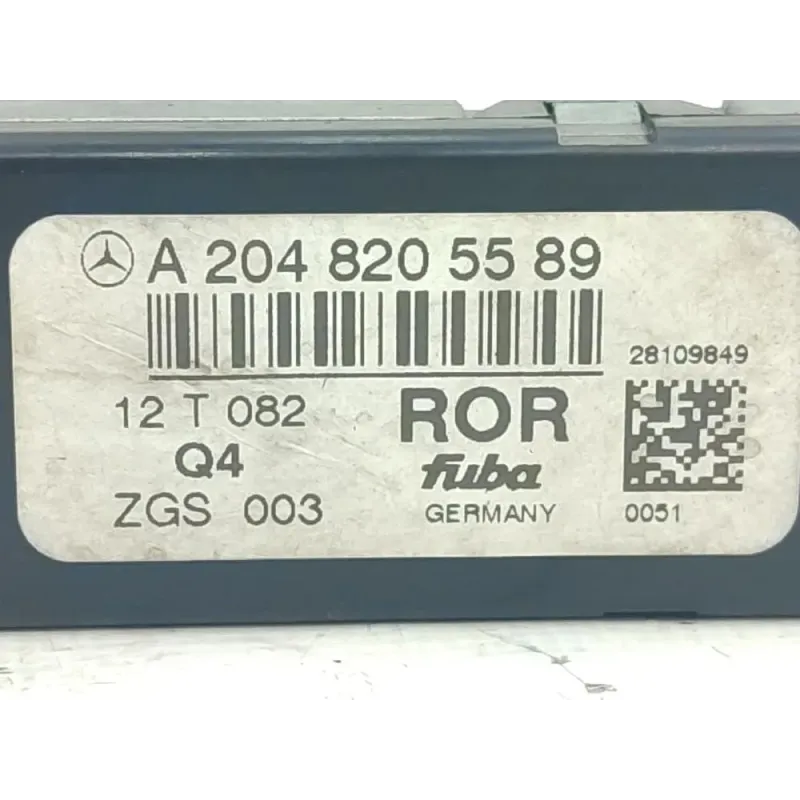 A 204 820 55 89
28109849
12 T 082
ROR
Q4
fuba
ZGS 003
GERMANY
0051